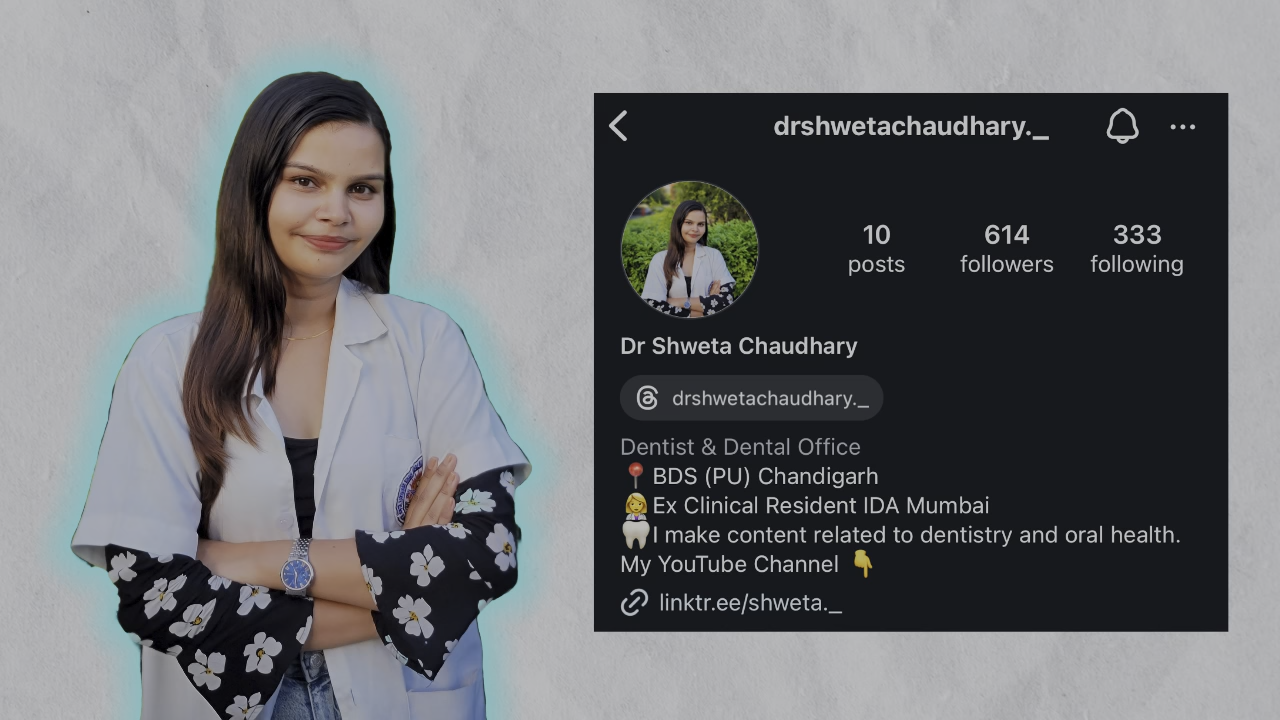 drshwetachaudhary._
10 614 333
posts followers following
Dr Shweta Chaudhary
drshwetachaudhary._
Dentist & Dental Office
📍BDS (PU) Chandigarh
👩‍⚕️Ex Clinical Resident IDA Mumbai
🦷I make content related to dentistry and oral health.
My YouTube Channel 👇
linktr.ee/shweta._